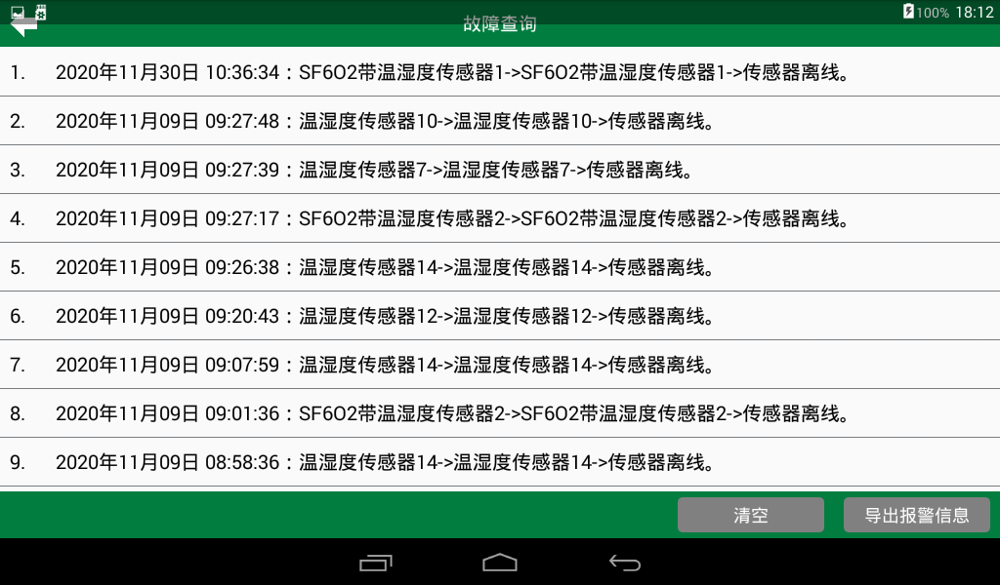 100% 18:12
故障查询
1. 2020年11月30日 10:36:34：SF6O2带温湿度传感器1->SF6O2带温湿度传感器1->传感器离线。
2. 2020年11月09日 09:27:48：温湿度传感器10->温湿度传感器10->传感器离线。
3. 2020年11月09日 09:27:39：温湿度传感器7->温湿度传感器7->传感器离线。
4. 2020年11月09日 09:27:17：SF6O2带温湿度传感器2->SF6O2带温湿度传感器2->传感器离线。
5. 2020年11月09日 09:26:38：温湿度传感器14->温湿度传感器14->传感器离线。
6. 2020年11月09日 09:20:43：温湿度传感器12->温湿度传感器12->传感器离线。
7. 2020年11月09日 09:07:59：温湿度传感器14->温湿度传感器14->传感器离线。
8. 2020年11月09日 09:01:36：SF6O2带温湿度传感器2->SF6O2带温湿度传感器2->传感器离线。
9. 2020年11月09日 08:58:36：温湿度传感器14->温湿度传感器14->传感器离线。
清空 导出报警信息